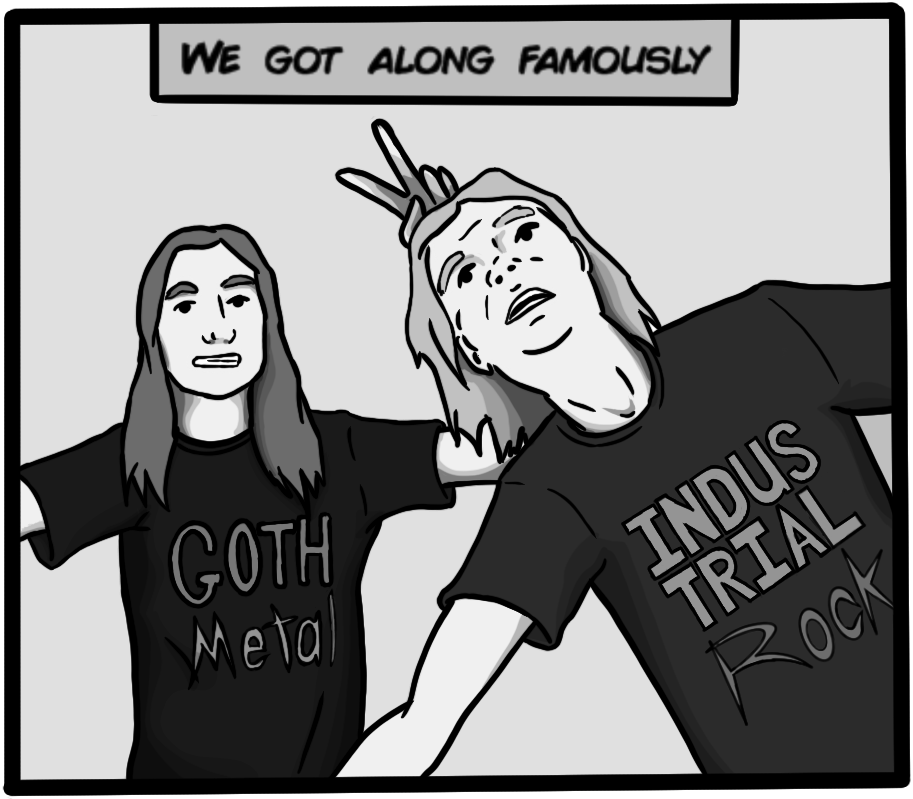 WE GOT ALONG FAMOUSLY
GOTH
Metal
INDUS
TRIAL
Rock